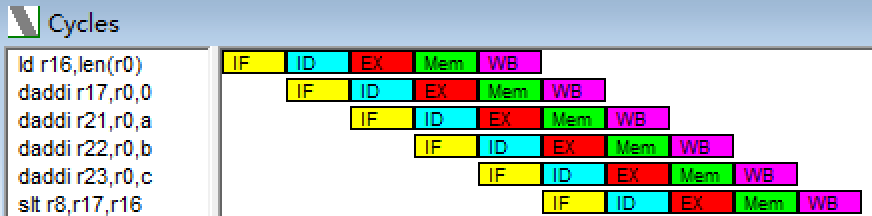 Cycles
ld r16,len(r0) IF ID EX Mem WB
daddi r17,r0,0 IF ID EX Mem WB
daddi r21,r0,a IF ID EX Mem WB
daddi r22,r0,b IF ID EX Mem WB
daddi r23,r0,c IF ID EX Mem WB
slt r8,r17,r16 IF ID EX Mem WB